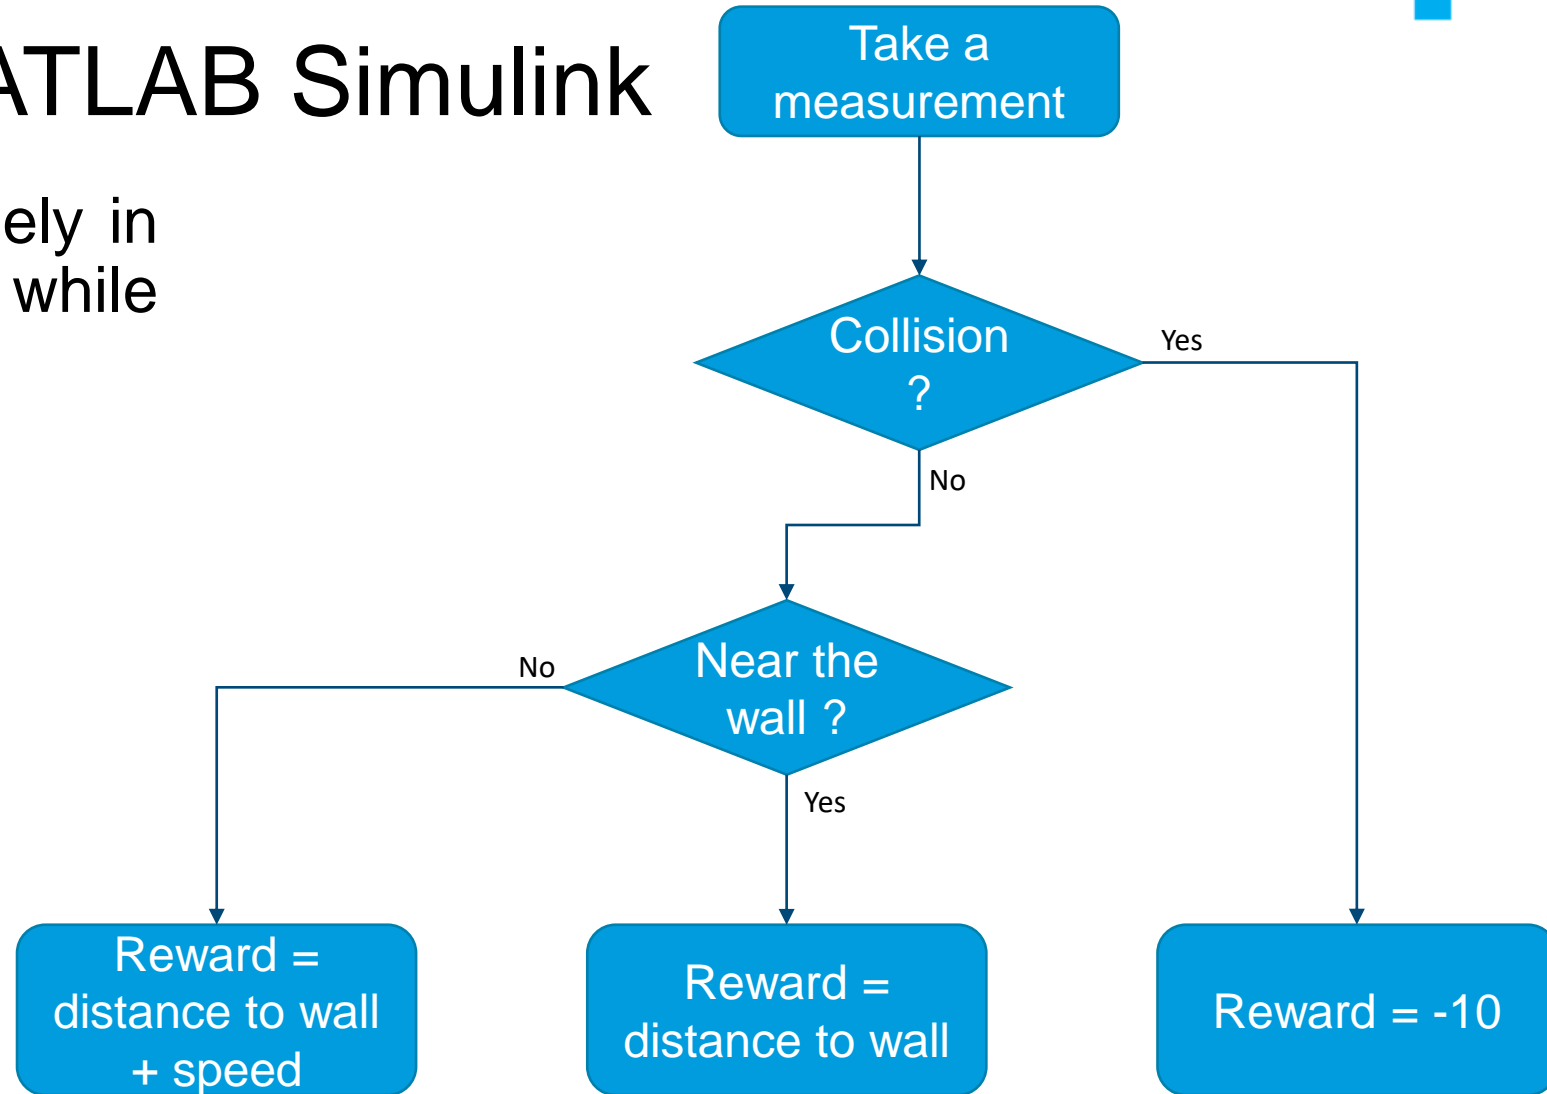 ATLAB Simulink
ely in
while
Take a
measurement
Collision
?
Yes
No
Near the
wall ?
No
Yes
Reward =
distance to wall
+ speed
Reward =
distance to wall
Reward = -10